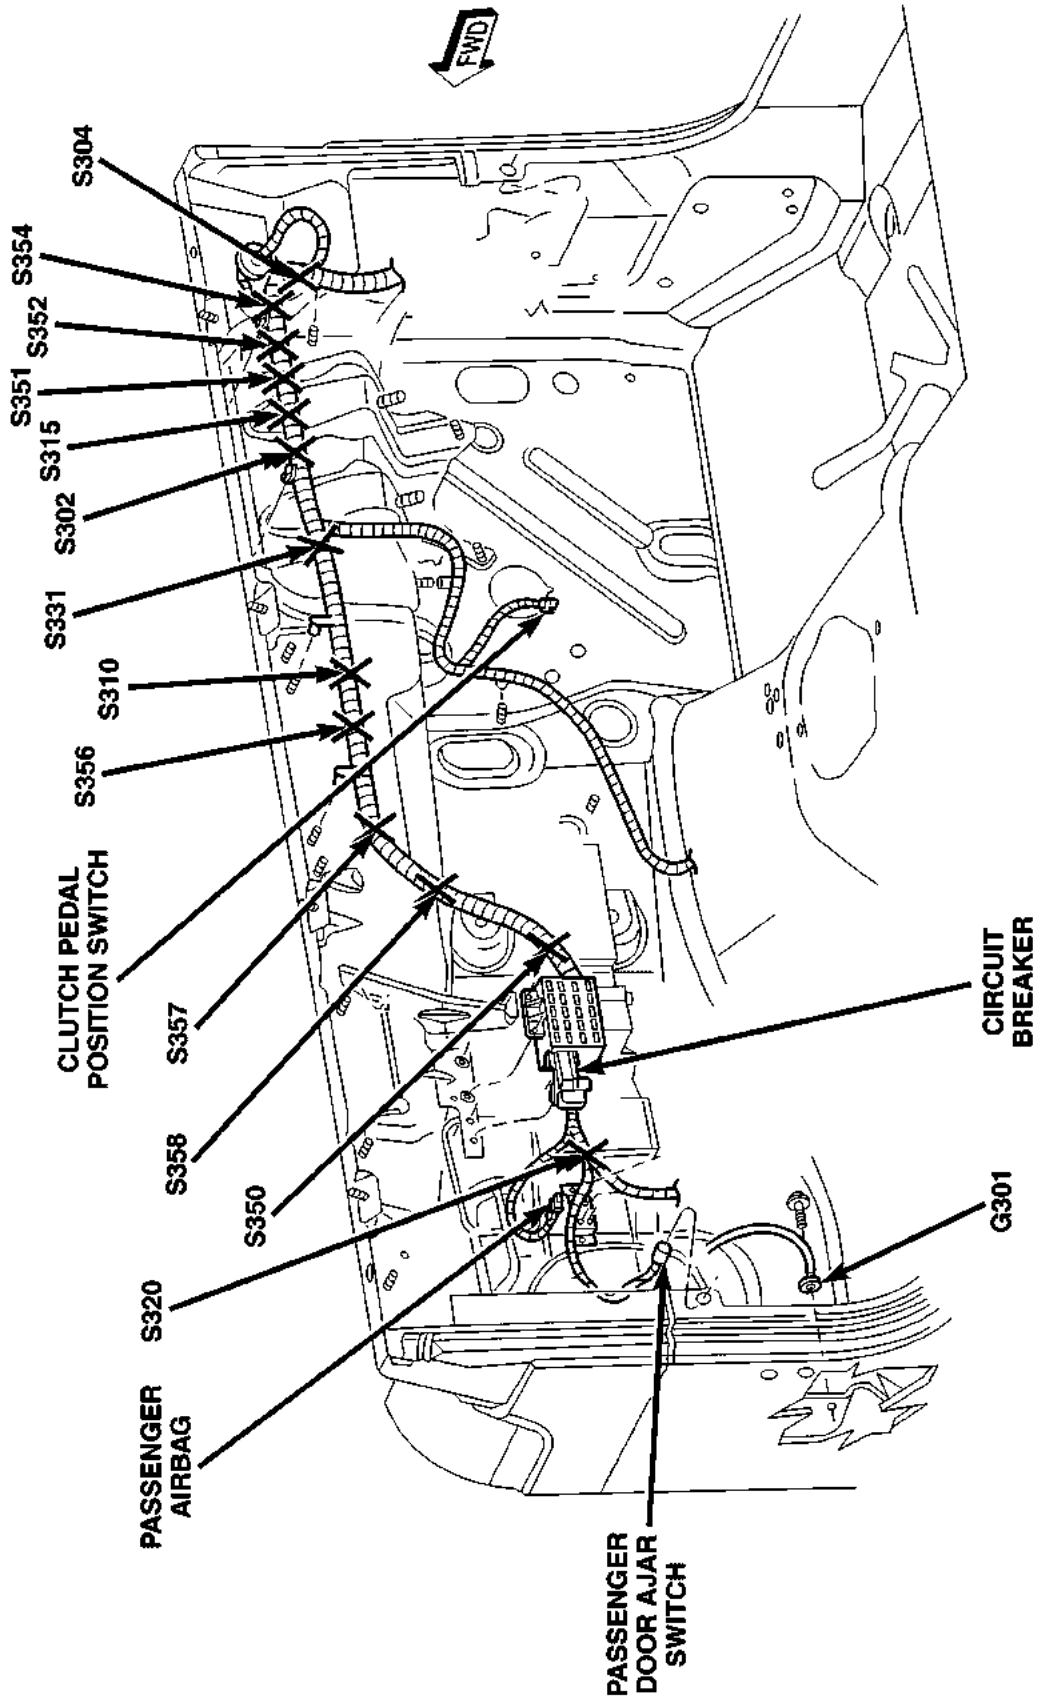 PASSENGER
AIRBAG
S320
S350
S358
S357
CLUTCH PEDAL
POSITION SWITCH
S356
S310
S331
S302
S315
S351
S352
S354
S304
FWD
PASSENGER
DOOR AJAR
SWITCH
G301
CIRCUIT
BREAKER